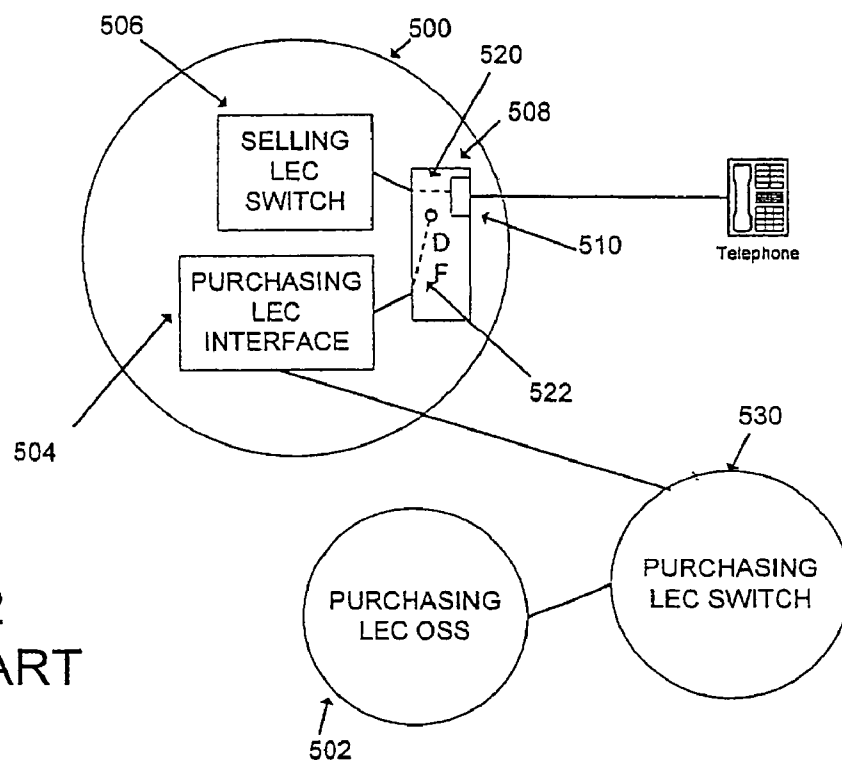 506
500
520
508
SELLING
LEC
SWITCH
510
Telephone
D
F
PURCHASING
LEC
INTERFACE
522
504
530
PURCHASING
LEC SWITCH
PURCHASING
LEC OSS
2
ART
502